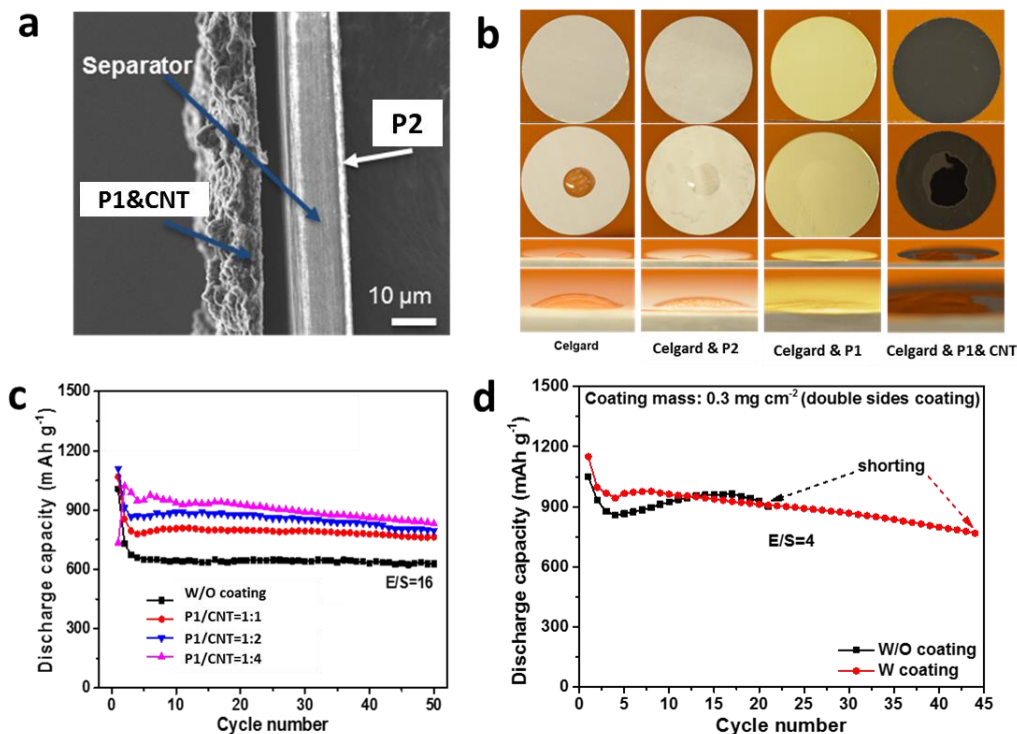 a
Separator
P2
P1&CNT
10 µm
b
Celgard
Celgard & P2
Celgard & P1
Celgard & P1& CNT
c
Discharge capacity (mAh g⁻¹)
1500
1200
900
600
300
0
E/S=16
W/O coating
P1/CNT=1:1
P1/CNT=1:2
P1/CNT=1:4
0 10 20 30 40 50
Cycle number
d
Discharge capacity (mAh g⁻¹)
1500
1200
900
600
300
0
Coating mass: 0.3 mg cm⁻² (double sides coating)
shorting
E/S=4
W/O coating
W coating
0 5 10 15 20 25 30 35 40 45
Cycle number